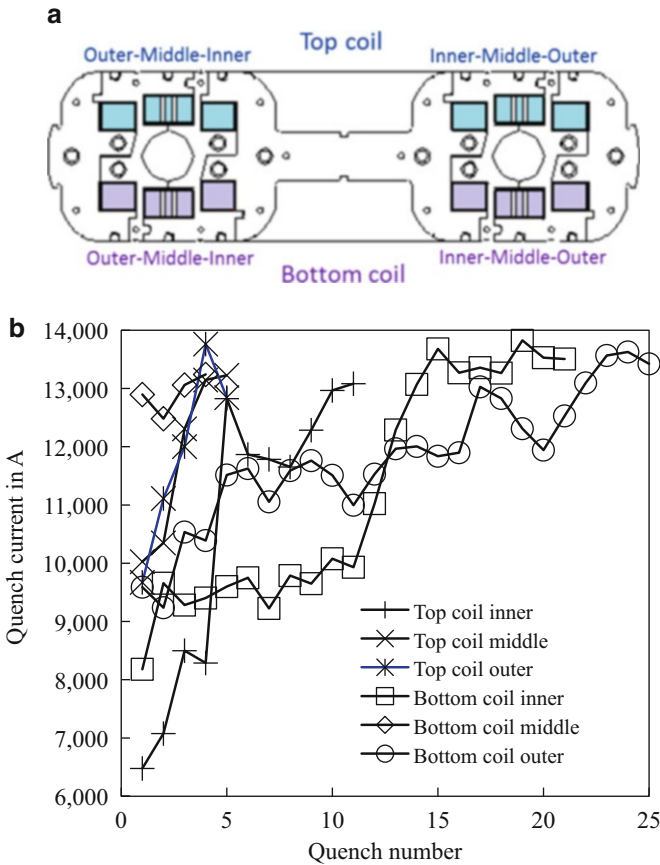 a
Top coil
Outer-Middle-Inner
Inner-Middle-Outer
Outer-Middle-Inner
Inner-Middle-Outer
Bottom coil
b
14,000
13,000
12,000
11,000
10,000
9,000
8,000
7,000
6,000
Quench current in A
Top coil inner
Top coil middle
Top coil outer
Bottom coil inner
Bottom coil middle
Bottom coil outer
0
5
10
15
20
25
Quench number